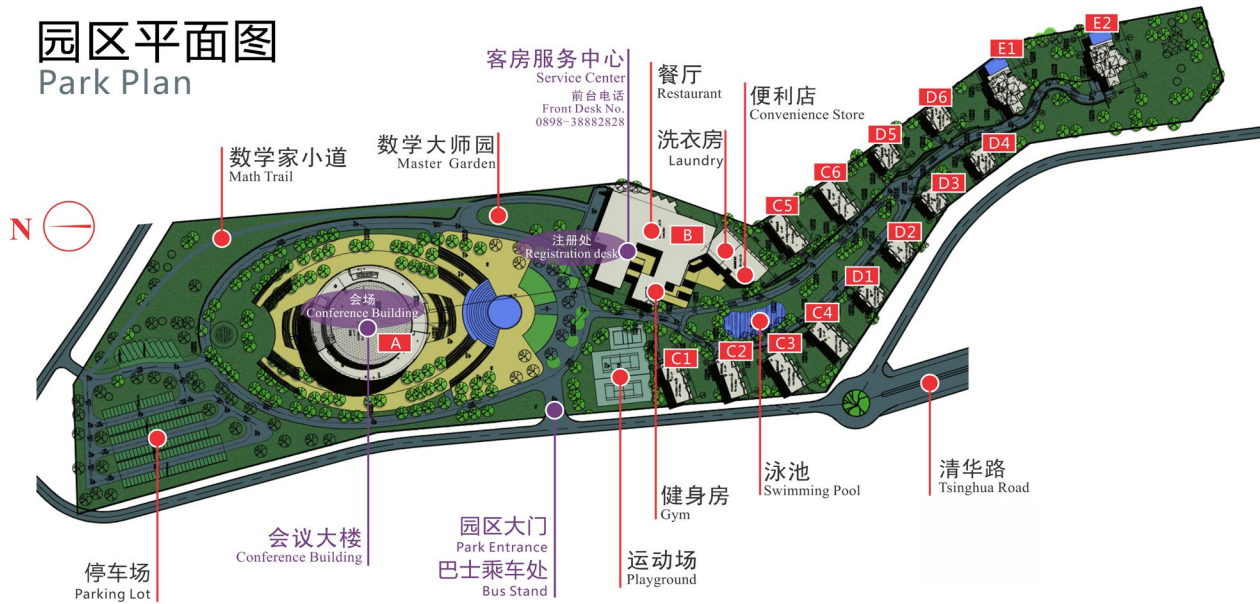 园区平面图
Park Plan
N
数学家小道
Math Trail
数学大师园
Master Garden
客房服务中心
Service Center
前台电话
Front Desk No.
0898-38882828
餐厅
Restaurant
洗衣房
Laundry
便利店
Convenience Store
注册处
Registration desk
会场
Conference Building
A
B
C1
C2
C3
C4
C5
C6
D1
D2
D3
D4
D5
D6
E1
E2
停车场
Parking Lot
会议大楼
Conference Building
园区大门
Park Entrance
巴士乘车处
Bus Stand
运动场
Playground
健身房
Gym
泳池
Swimming Pool
清华路
Tsinghua Road